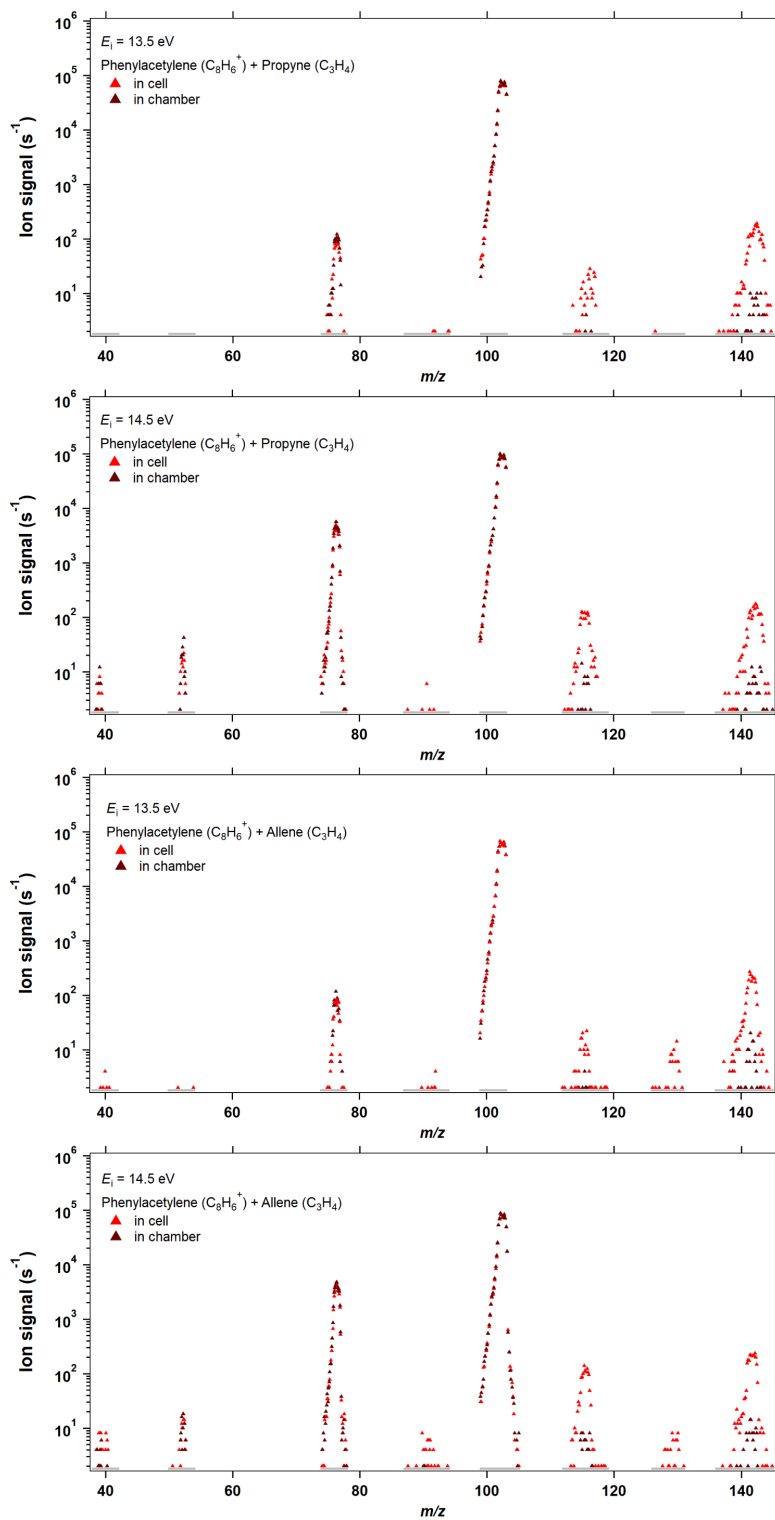 10⁶
10⁵
10⁴
10³
10²
10¹
Ion signal (s⁻¹)
Eᵢ = 13.5 eV
Phenylacetylene (C₈H₆⁺) + Propyne (C₃H₄)
in cell
in chamber
40 60 80 100 120 140
m/z
10⁶
10⁵
10⁴
10³
10²
10¹
Ion signal (s⁻¹)
Eᵢ = 14.5 eV
Phenylacetylene (C₈H₆⁺) + Propyne (C₃H₄)
in cell
in chamber
40 60 80 100 120 140
m/z
10⁶
10⁵
10⁴
10³
10²
10¹
Ion signal (s⁻¹)
Eᵢ = 13.5 eV
Phenylacetylene (C₈H₆⁺) + Allene (C₃H₄)
in cell
in chamber
40 60 80 100 120 140
m/z
10⁶
10⁵
10⁴
10³
10²
10¹
Ion signal (s⁻¹)
Eᵢ = 14.5 eV
Phenylacetylene (C₈H₆⁺) + Allene (C₃H₄)
in cell
in chamber
40 60 80 100 120 140
m/z